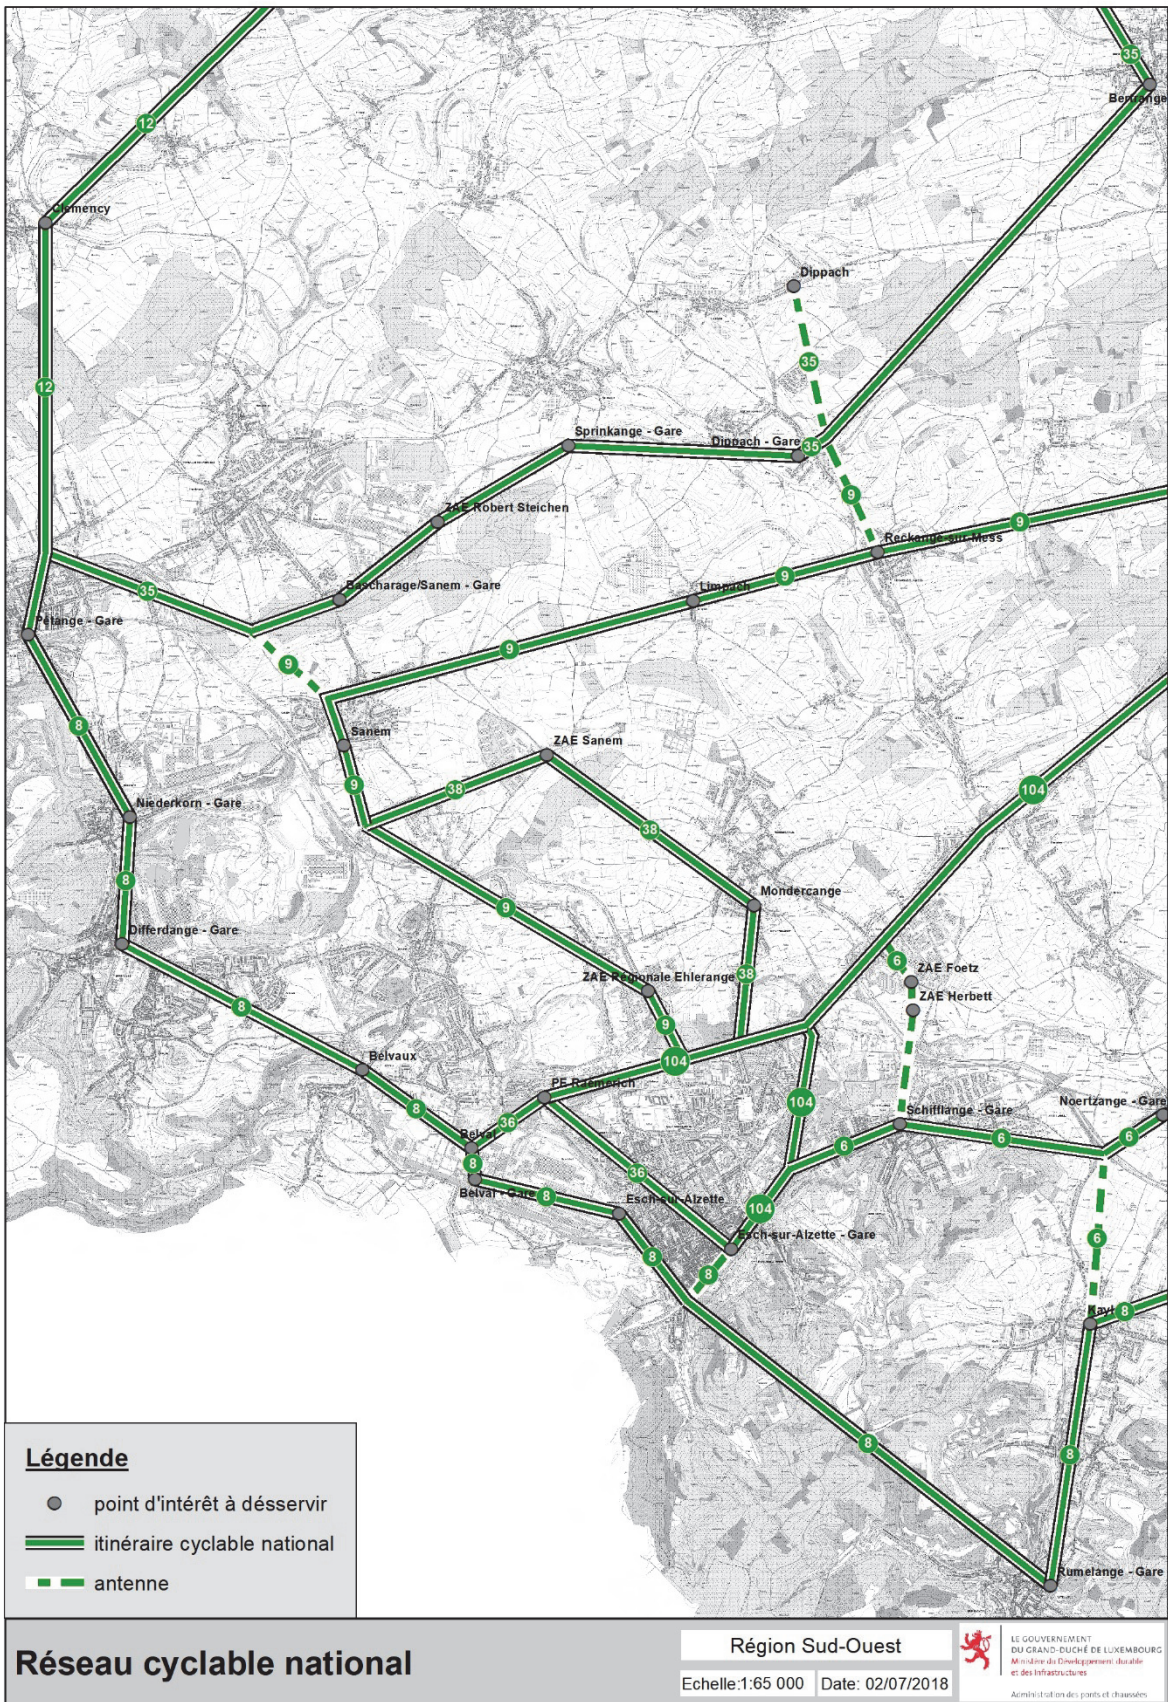 35
Bertrange
12
Clemency
Dippach
35
12
Sprinkange - Gare
Dippach - Gare
35
9
ZAE Robert Steichen
9
Reckange-sur-Mess
9
Bascharage/Sanem - Gare
Limpach
35
Pétange - Gare
9
9
8
Sanem
ZAE Sanem
9
38
104
Niederkorn - Gare
38
8
Mondercange
9
Differdange - Gare
6
ZAE Foetz
38
ZAE Régionale Ehlerange
8
ZAE Herbett
9
Belvaux
104
PE Raemerich
104
Noertzange - Gare
8
Schifflange - Gare
36
6
6
6
Belval
8
36
Belval - Gare
8
Esch-sur-Alzette
104
Esch-sur-Alzette - Gare
6
8
8
Kayl
8
8
8
Rumelange - Gare
Légende
point d'intérêt à désservir
itinéraire cyclable national
antenne
Réseau cyclable national
Région Sud-Ouest
Echelle:1:65 000
Date: 02/07/2018
LE GOUVERNEMENT
DU GRAND-DUCHÉ DE LUXEMBOURG
Ministère du Développement durable
et des Infrastructures
Administration des ponts et chaussées